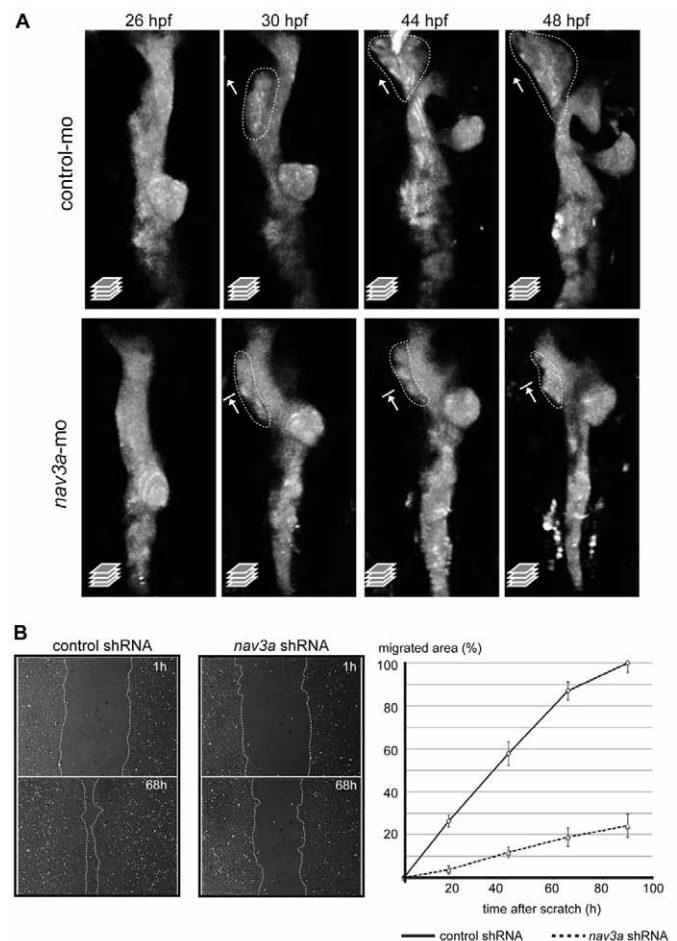 A
26 hpf 30 hpf 44 hpf 48 hpf
control-mo
nav3a-mo
B
control shRNA nav3a shRNA
1h 1h
68h 68h
migrated area (%)
100
80
60
40
20
20 40 60 80 100
time after scratch (h)
control shRNA nav3a shRNA